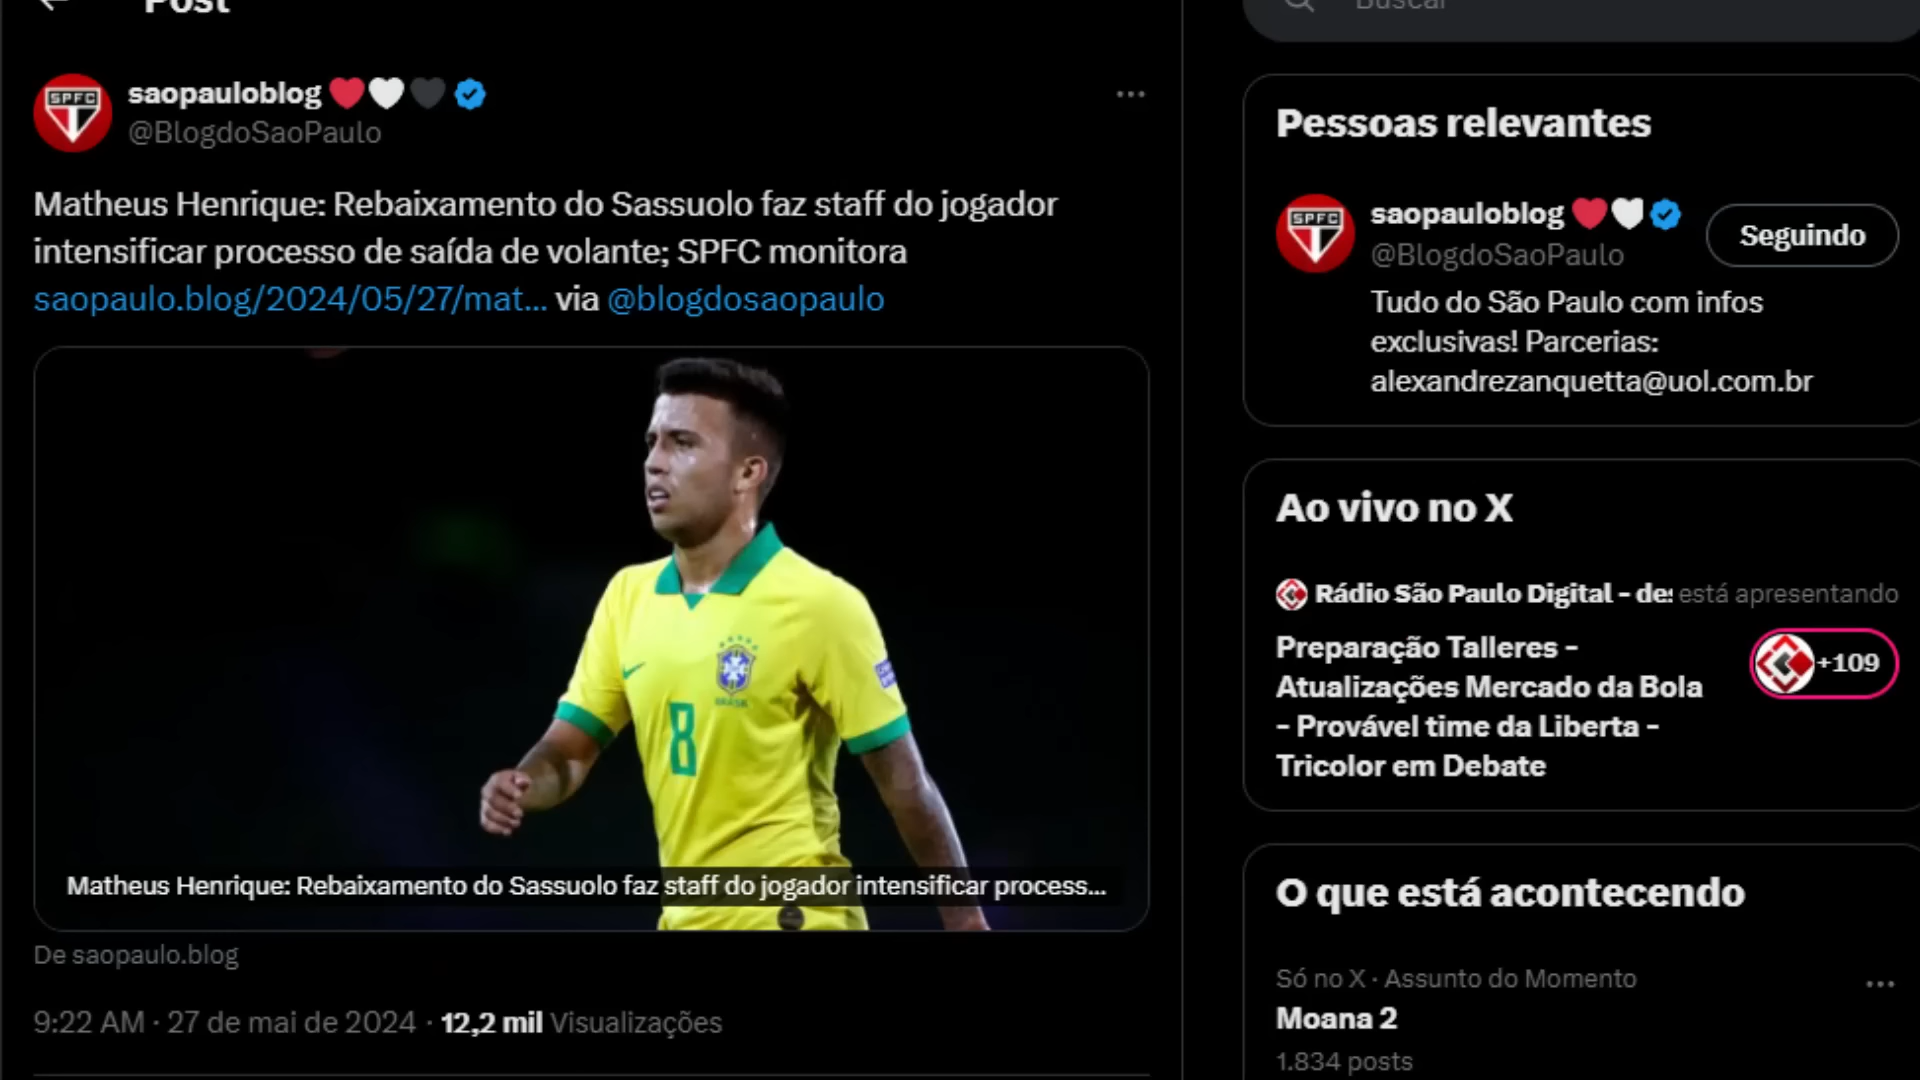 Post
Buscar
saopauloblog
@BlogdoSaoPaulo
Matheus Henrique: Rebaixamento do Sassuolo faz staff do jogador
intensificar processo de saída de volante; SPFC monitora
saopaulo.blog/2024/05/27/mat... via @blogdosaopaulo
SPFC
8
BRASIL
Matheus Henrique: Rebaixamento do Sassuolo faz staff do jogador intensificar process...
De saopaulo.blog
9:22 AM · 27 de mai de 2024 · 12,2 mil Visualizações
Pessoas relevantes
SPFC
saopauloblog
@BlogdoSaoPaulo
Seguindo
Tudo do São Paulo com infos
exclusivas! Parcerias:
alexandrezanquetta@uol.com.br
Ao vivo no X
Rádio São Paulo Digital - de: está apresentando
Preparação Talleres -
Atualizações Mercado da Bola
- Provável time da Liberta -
Tricolor em Debate
+109
O que está acontecendo
Só no X · Assunto do Momento
Moana 2
1.834 posts